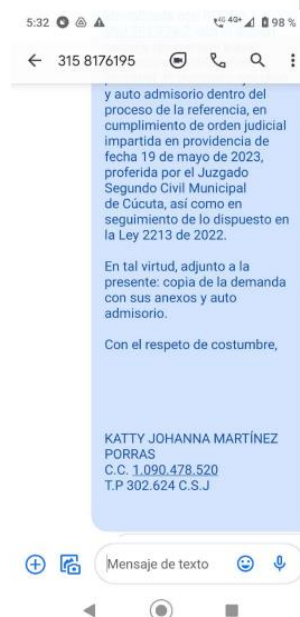 5:32
4G 4G+ 98 %
315 8176195
y auto admisorio dentro del
proceso de la referencia, en
cumplimiento de orden judicial
impartida en providencia de
fecha 19 de mayo de 2023,
proferida por el Juzgado
Segundo Civil Municipal
de Cúcuta, así como en
seguimiento de lo dispuesto en
la Ley 2213 de 2022.
En tal virtud, adjunto a la
presente: copia de la demanda
con sus anexos y auto
admisorio.
Con el respeto de costumbre,
KATTY JOHANNA MARTÍNEZ
PORRAS
C.C. 1.090.478.520
T.P 302.624 C.S.J
Mensaje de texto